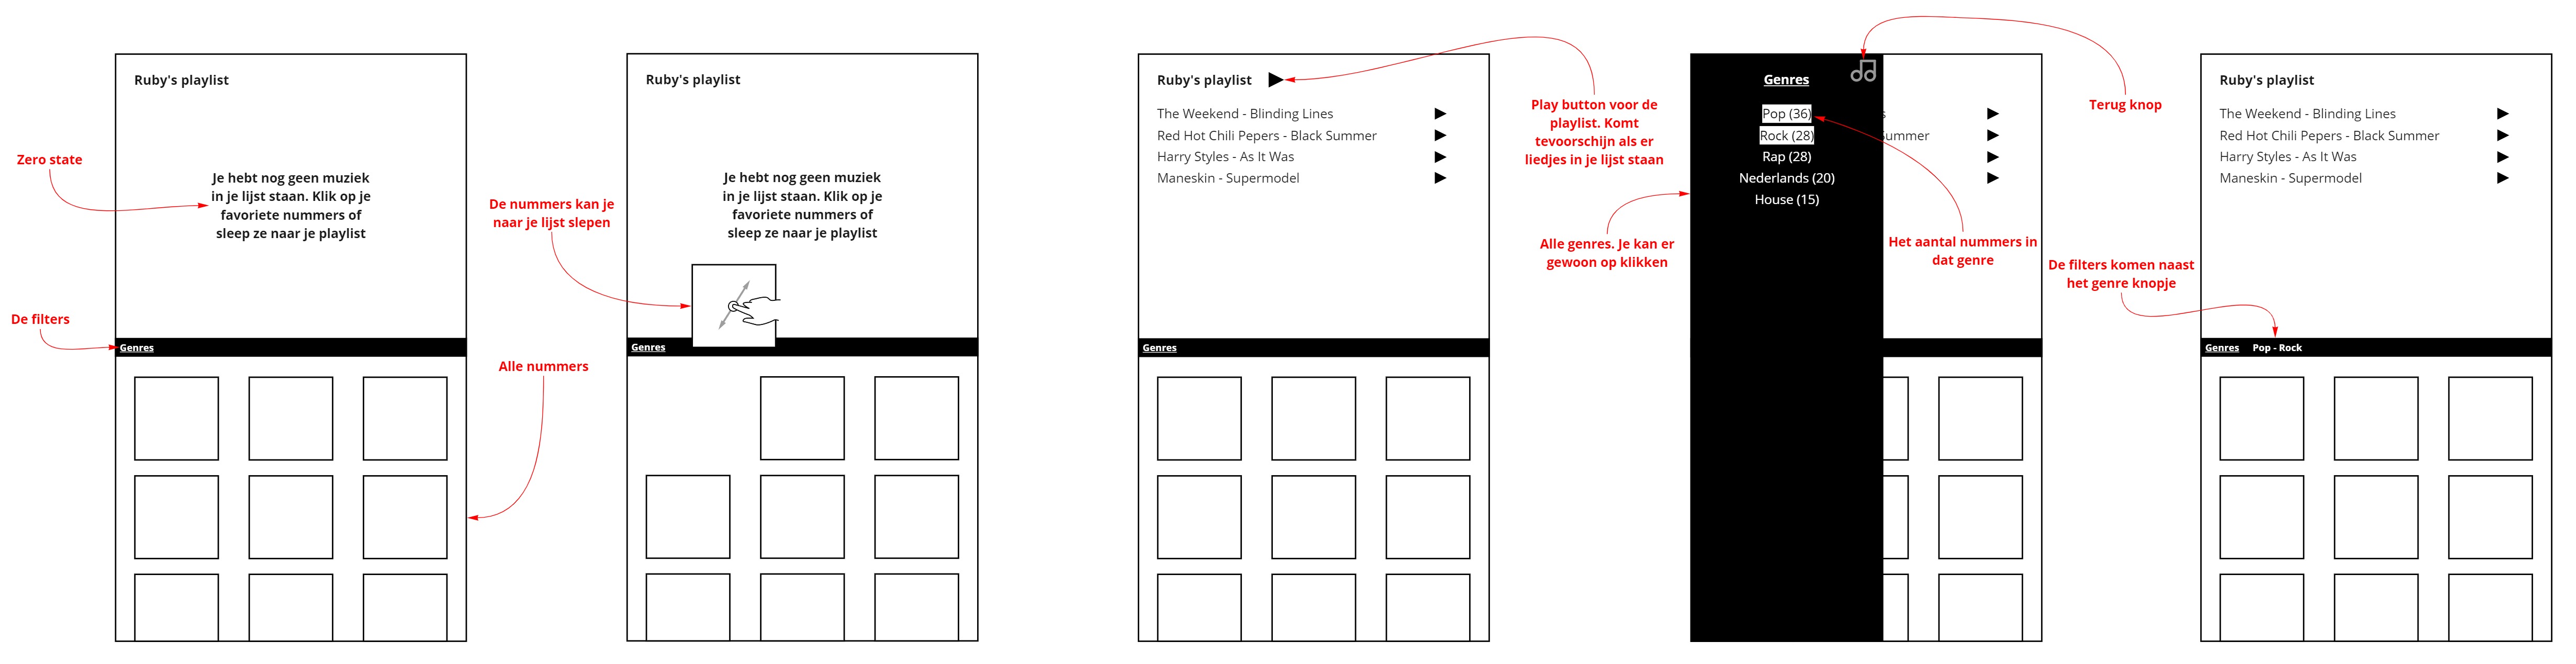 Ruby's playlist
Zero state
Je hebt nog geen muziek
in je lijst staan. Klik op je
favoriete nummers of
sleep ze naar je playlist
De filters
Genres
Alle nummers
Ruby's playlist
De nummers kan je
naar je lijst slepen
Je hebt nog geen muziek
in je lijst staan. Klik op je
favoriete nummers of
sleep ze naar je playlist
Genres
Ruby's playlist
The Weekend - Blinding Lines
Red Hot Chili Pepers - Black Summer
Harry Styles - As It Was
Maneskin - Supermodel
Genres
Play button voor de
playlist. Komt
tevoorschijn als er
liedjes in je lijst staan
Alle genres. Je kan er
gewoon op klikken
Genres
Pop (36)
Rock (28)
Rap (28)
Nederlands (20)
House (15)
s
Summer
Het aantal nummers in
dat genre
Terug knop
De filters komen naast
het genre knopje
Ruby's playlist
The Weekend - Blinding Lines
Red Hot Chili Pepers - Black Summer
Harry Styles - As It Was
Maneskin - Supermodel
Genres Pop - Rock